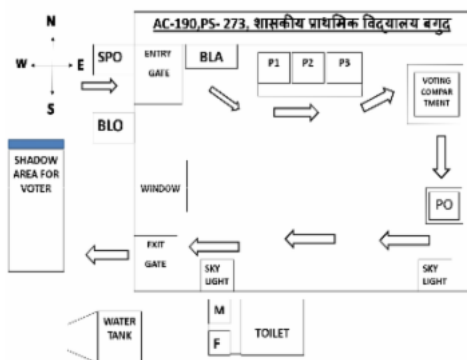 AC-190,PS- 273, शासकीय प्राथमिक विद्यालय बगुद
N
W
E
S
SPO
ENTRY
GATE
BLA
P1
P2
P3
VOTING
COMPAR
TMENT
BLO
SHADOW
AREA FOR
VOTER
WINDOW
PO
EXIT
GATE
SKY
LIGHT
SKY
LIGHT
WATER
TANK
M
F
TOILET